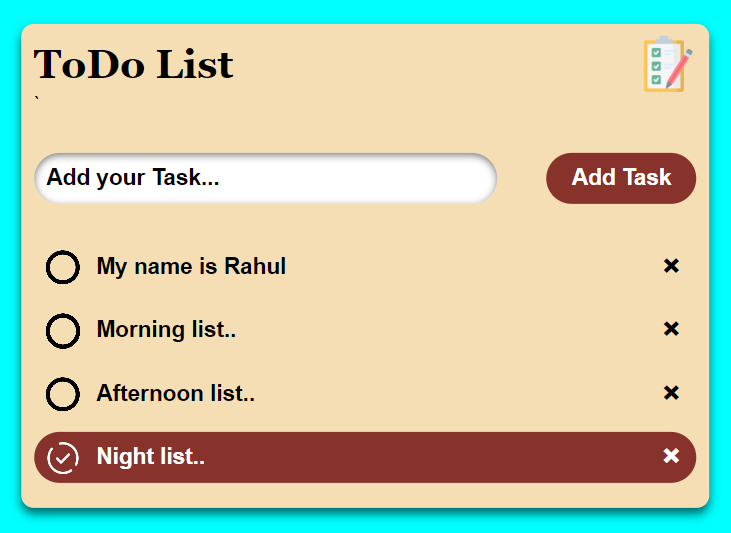 ToDo List
`
Add your Task...
Add Task
My name is Rahul
Morning list..
Afternoon list..
Night list..